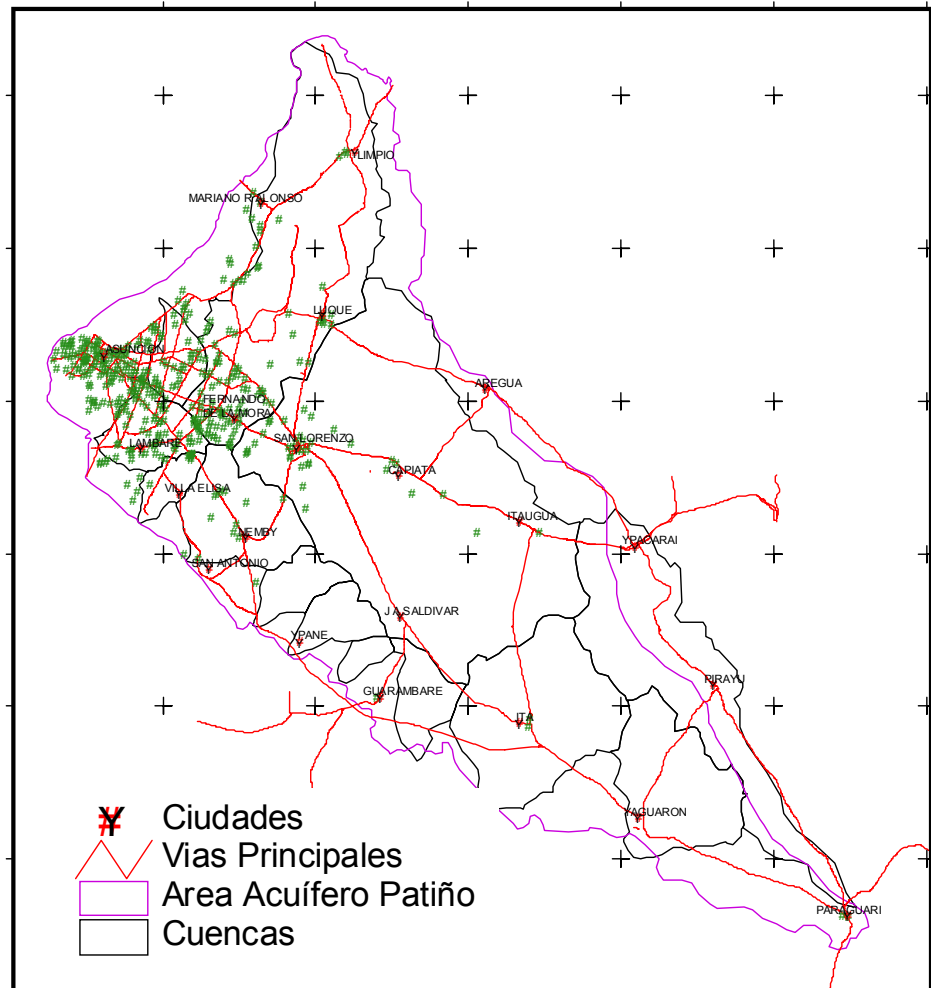 LIMPIO
MARIANO R ALONSO
LUQUE
ASUNCION
AREGUA
FERNANDO
DE LA MORA
SAN LORENZO
LAMBARE
CAPIATA
VILLA ELISA
ITAUGUA
ÑEMBY
YPACARAI
SAN ANTONIO
J A SALDIVAR
YPANE
PIRAYU
GUARAMBARE
ITA
YAGUARON
PARAGUARI
Ciudades
Vias Principales
Area Acuífero Patiño
Cuencas